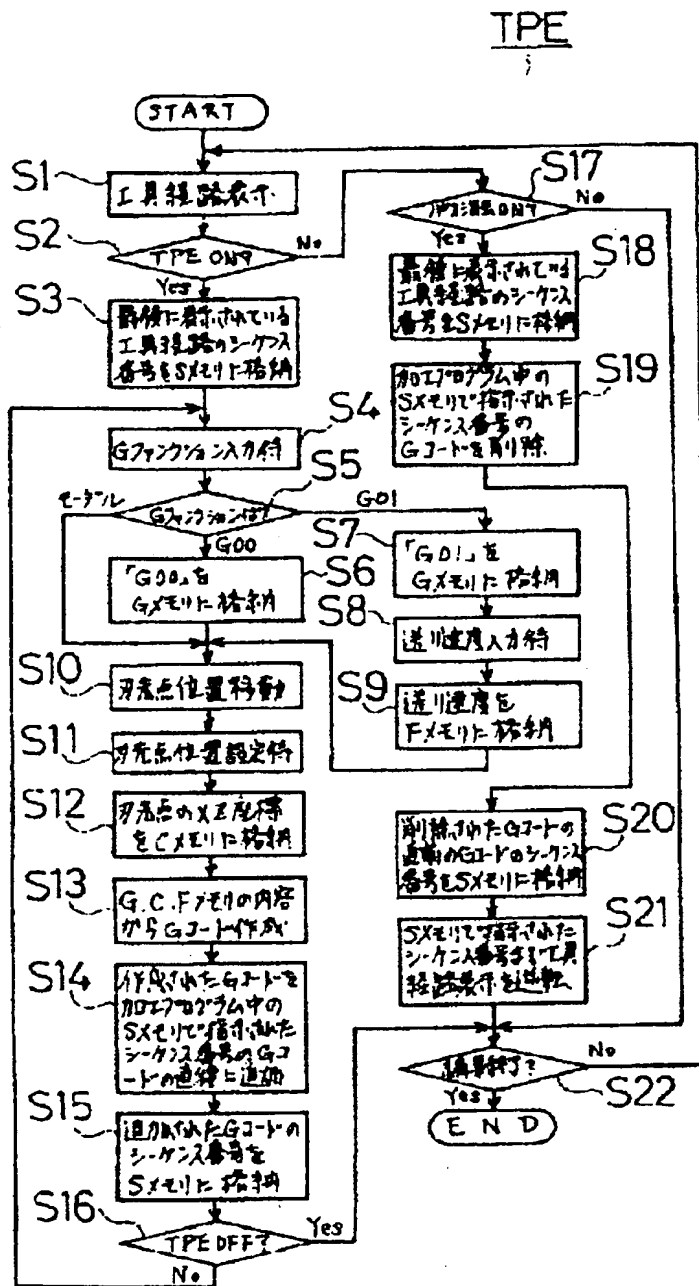 TPE
START
S1
工具経路表示
S2
TPE ON?
No
Yes
S3
最後に表示されている
工具経路のシーケンス
番号をSメモリに格納
S4
Gファンクション入力待
S5
Gファンクションは?
モーダル
G00
G01
S6
「G00」を
Gメモリに格納
S7
「G01」を
Gメモリに格納
S8
送り速度入力待
S9
送り速度を
Fメモリに格納
S10
刃先点位置移動
S11
刃先点位置設定待
S12
刃先点のXZ座標
をCメモリに格納
S13
G.C.Fメモリの内容
からGコード作成
S14
作成されたGコードを
加工プログラム中の
Sメモリで指示された
シーケンス番号のGコ
ードの直後に追加
S15
追加されたGコードの
シーケンス番号を
Sメモリに格納
S16
TPE OFF?
Yes
No
S17
ON?
No
Yes
S18
最後に表示されている
工具経路のシーケンス
番号をSメモリに格納
S19
加工プログラム中の
Sメモリで指示された
シーケンス番号の
Gコードを削除
S20
削除されたGコードの
直前のGコードのシーケンス
番号をSメモリに格納
S21
Sメモリで指示された
シーケンス番号まで工具
経路表示を逆転
S22
編集終了?
No
Yes
END